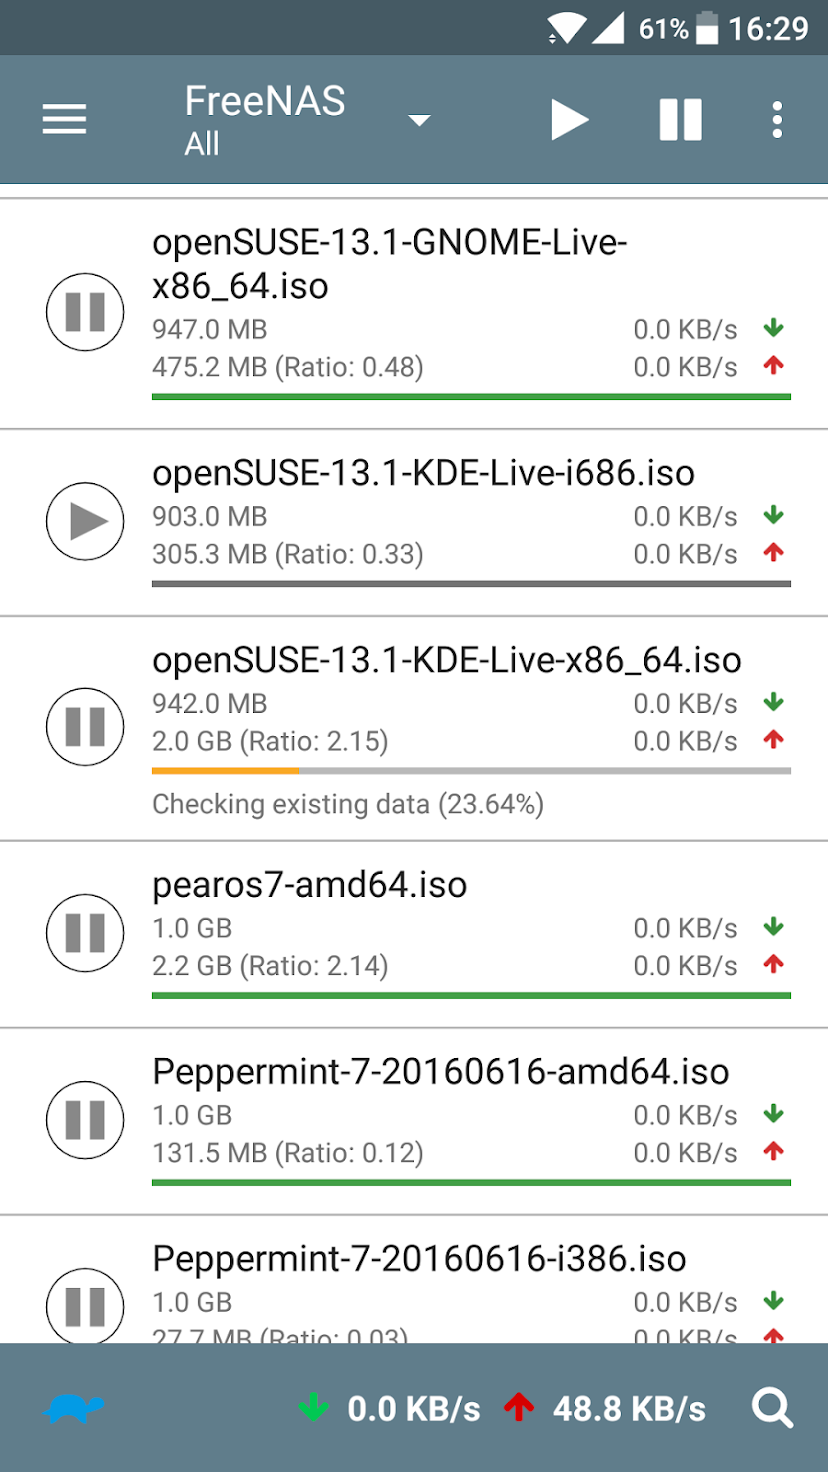 61% 16:29
FreeNAS
All
openSUSE-13.1-GNOME-Live-
x86_64.iso
947.0 MB 0.0 KB/s
475.2 MB (Ratio: 0.48) 0.0 KB/s
openSUSE-13.1-KDE-Live-i686.iso
903.0 MB 0.0 KB/s
305.3 MB (Ratio: 0.33) 0.0 KB/s
openSUSE-13.1-KDE-Live-x86_64.iso
942.0 MB 0.0 KB/s
2.0 GB (Ratio: 2.15) 0.0 KB/s
Checking existing data (23.64%)
pearos7-amd64.iso
1.0 GB 0.0 KB/s
2.2 GB (Ratio: 2.14) 0.0 KB/s
Peppermint-7-20160616-amd64.iso
1.0 GB 0.0 KB/s
131.5 MB (Ratio: 0.12) 0.0 KB/s
Peppermint-7-20160616-i386.iso
1.0 GB 0.0 KB/s
27.7 MB (Ratio: 0.03) 0.0 KB/s
0.0 KB/s 48.8 KB/s